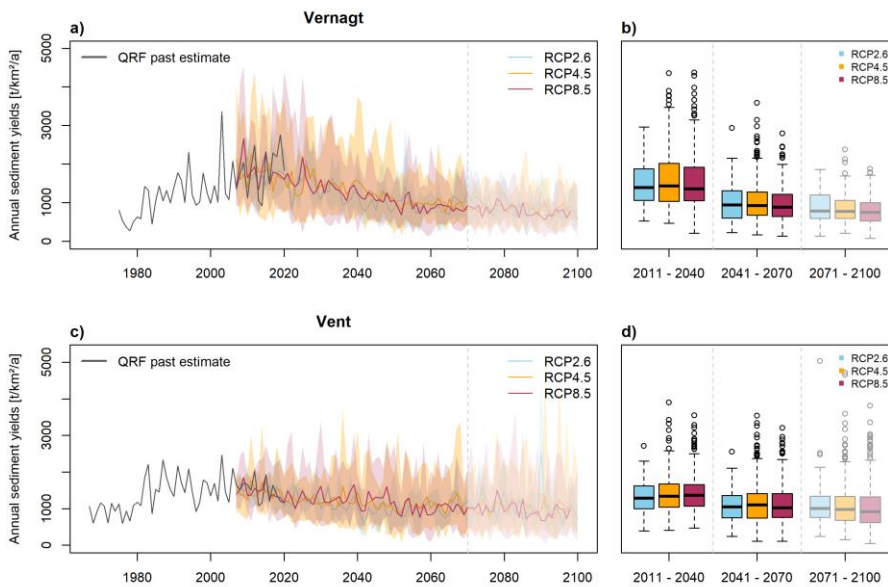 Vernagt
a)
Annual sediment yields [t/km²/a]
5000
3000
1000
0
QRF past estimate
RCP2.6
RCP4.5
RCP8.5
1980 2000 2020 2040 2060 2080 2100
b)
RCP2.6
RCP4.5
RCP8.5
2011 - 2040 2041 - 2070 2071 - 2100
Vent
c)
Annual sediment yields [t/km²/a]
5000
3000
1000
0
QRF past estimate
RCP2.6
RCP4.5
RCP8.5
1980 2000 2020 2040 2060 2080 2100
d)
RCP2.6
RCP4.5
RCP8.5
2011 - 2040 2041 - 2070 2071 - 2100